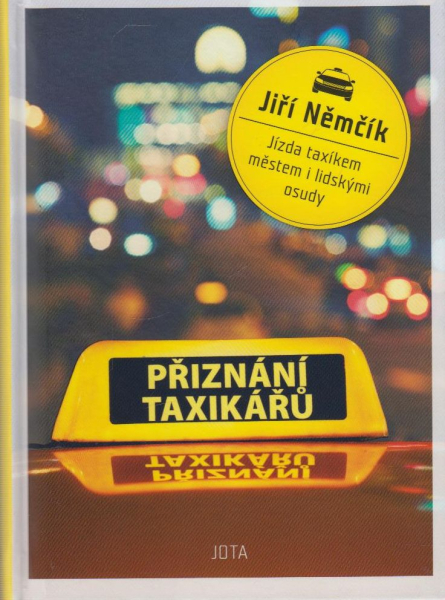 Jiří Němčík
Jízda taxíkem
městem i lidskými
osudy
PŘIZNÁNÍ
TAXIKÁŘŮ
JOTA